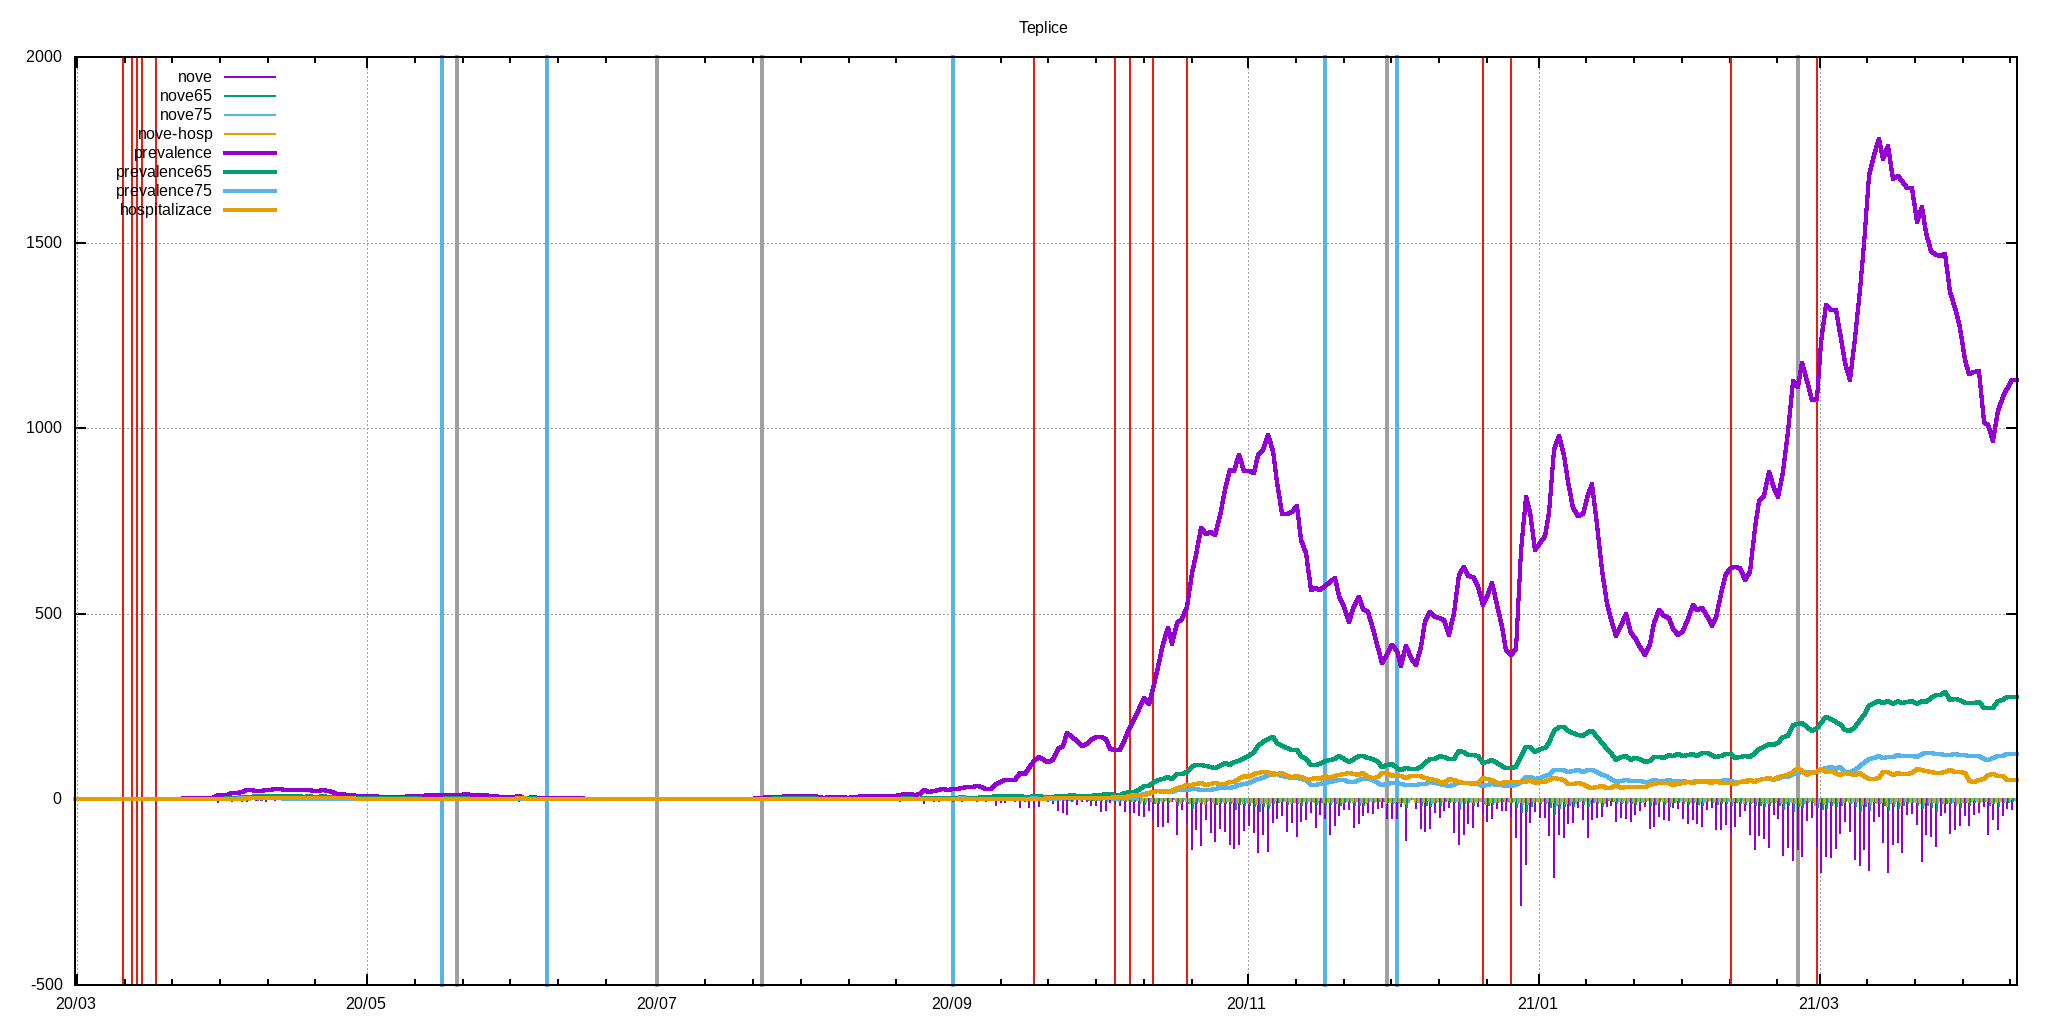 Teplice
2000
1500
1000
500
0
-500
nove
nove65
nove75
nove-hosp
prevalence
prevalence65
prevalence75
hospitalizace
20/03 20/05 20/07 20/09 20/11 21/01 21/03